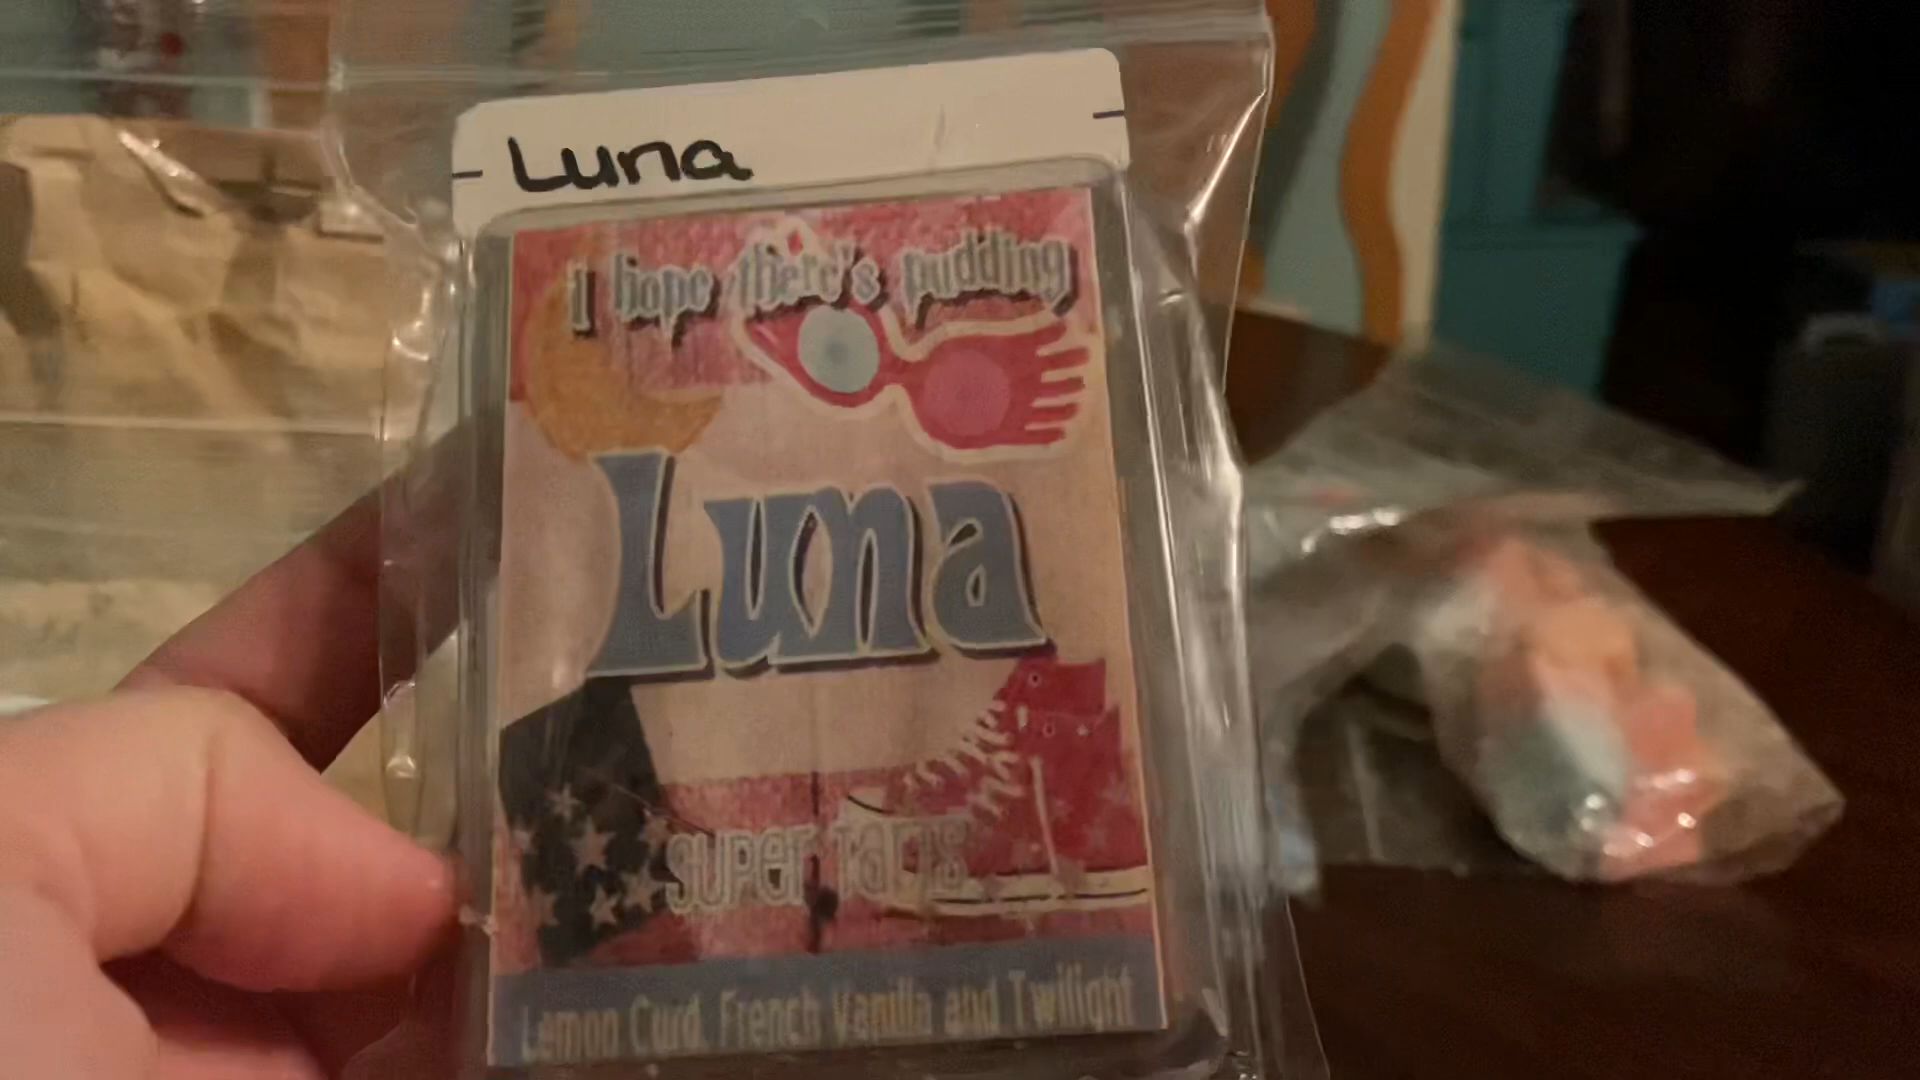 Luna
I hope there's pudding
Luna
SUPER TARTS
Lemon Curd, French Vanilla and Twilight